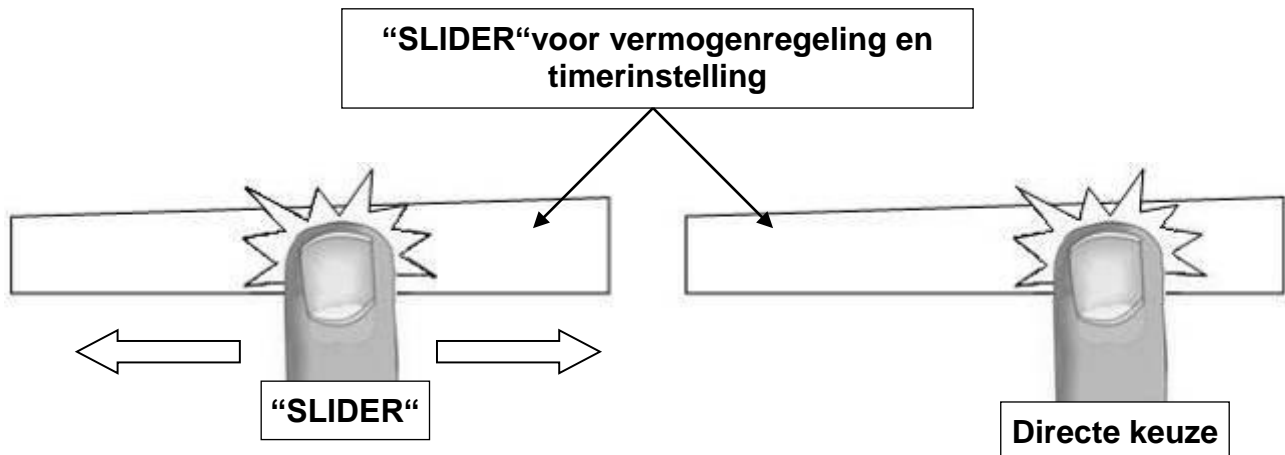 “SLIDER“voor vermogenregeling en
timerinstelling
“SLIDER“
Directe keuze